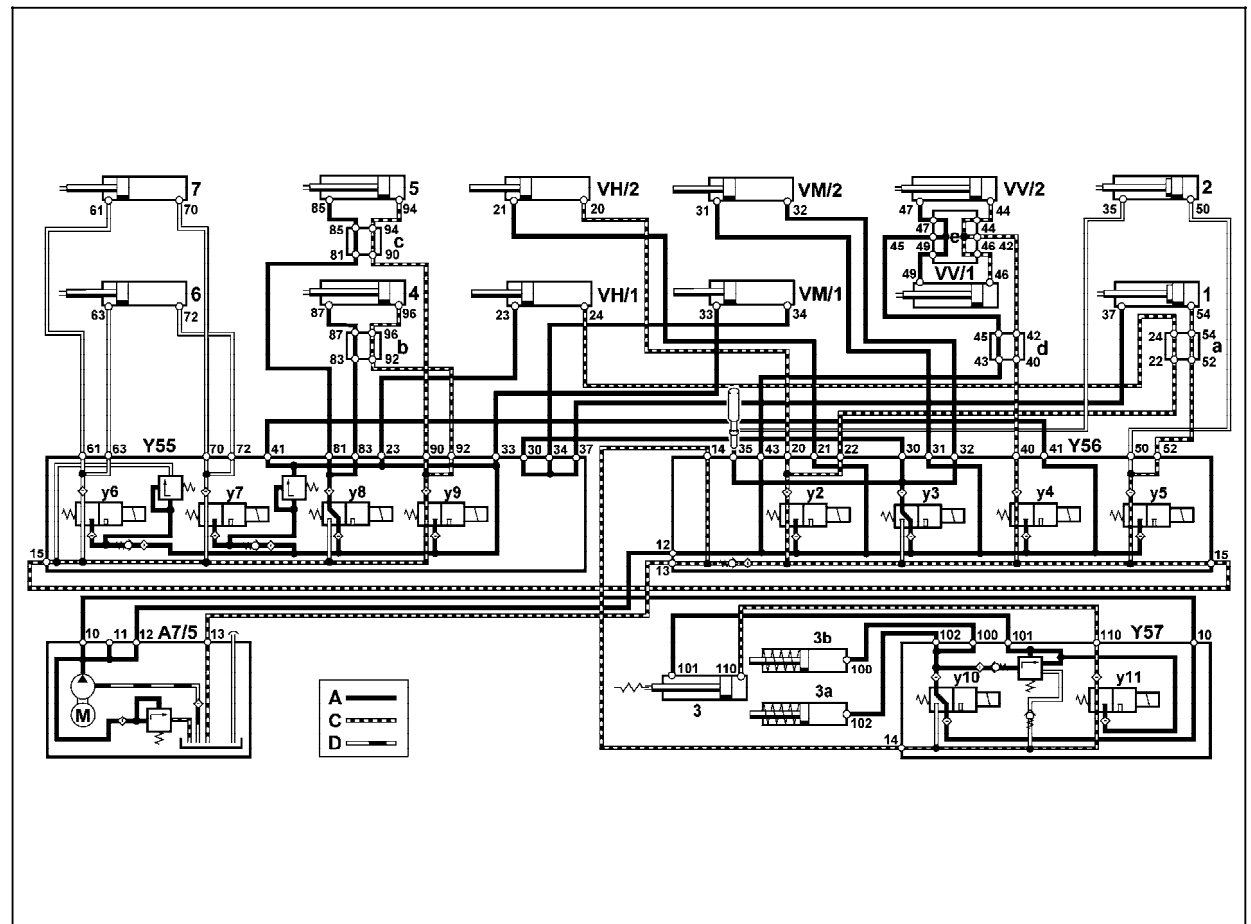 7 5 VH/2 VM/2 VV/2 2
61 70 85 94 21 20 31 32 47 44 35 50
85 94 47 44
c 45 e 42
81 90 49 46
VV/1
49 46
6 4 VH/1 VM/1 1
63 72 87 96 23 24 33 34 37 54
87 96 45 42 24 54
b d a
83 92 43 40 22 52
61 63 Y55 70 72 41 81 83 23 90 92 33 30 34 37 14 35 43 20 21 22 30 31 32 40 41 Y56 50 52
y6 y7 y8 y9 y2 y3 y4 y5
15 12 13 15
10 11 12 A7/5 13 102 100 101 110 Y57 10
3b
101 110 100
y10 y11
3 3a
102
M
14
A
C
D